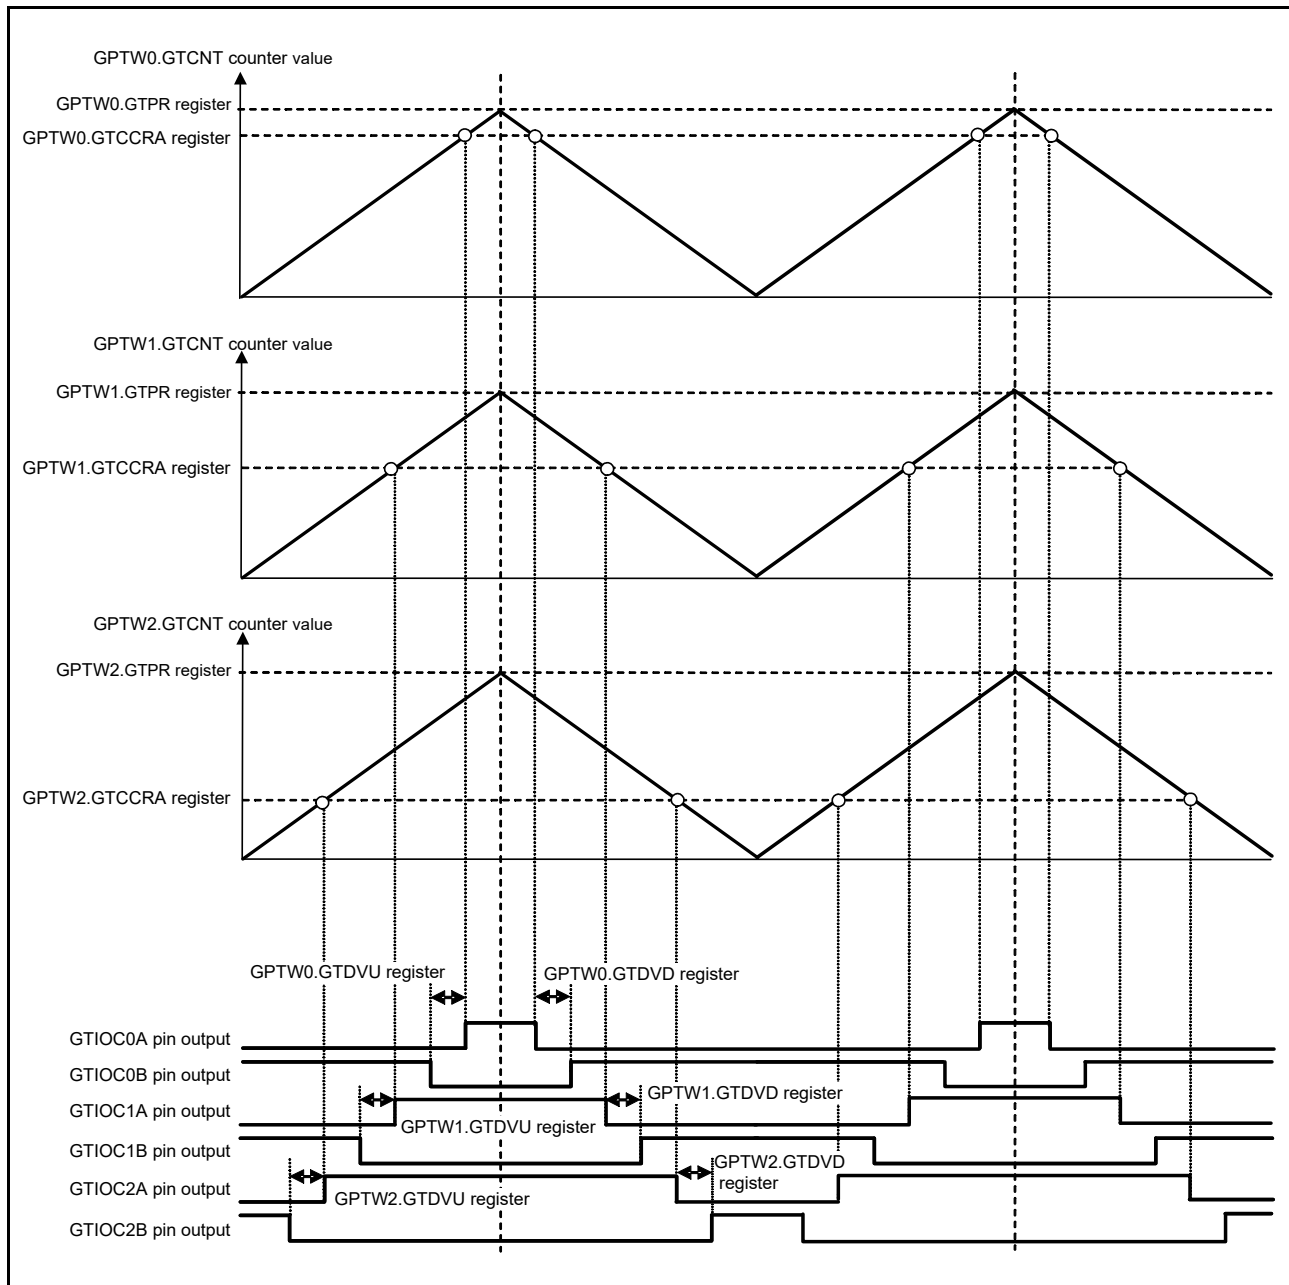 GPTW0.GTCNT counter value
GPTW0.GTPR register
GPTW0.GTCCRA register
GPTW1.GTCNT counter value
GPTW1.GTPR register
GPTW1.GTCCRA register
GPTW2.GTCNT counter value
GPTW2.GTPR register
GPTW2.GTCCRA register
GPTW0.GTDVU register
GPTW0.GTDVD register
GTIOC0A pin output
GTIOC0B pin output
GPTW1.GTDVD register
GTIOC1A pin output
GPTW1.GTDVU register
GTIOC1B pin output
GPTW2.GTDVD
register
GTIOC2A pin output
GPTW2.GTDVU register
GTIOC2B pin output